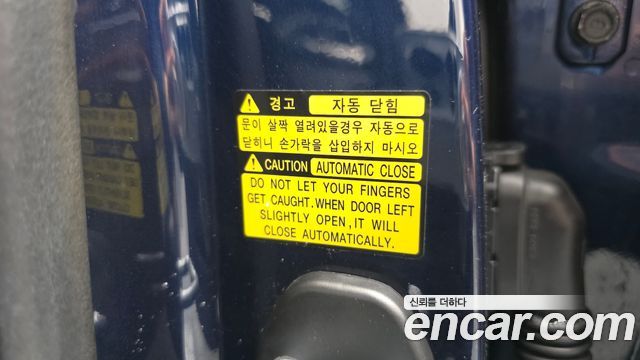 경고 자동 닫힘
문이 살짝 열려있을경우 자동으로
닫히니 손가락을 삽입하지 마시오
CAUTION AUTOMATIC CLOSE
DO NOT LET YOUR FINGERS
GET CAUGHT.WHEN DOOR LEFT
SLIGHTLY OPEN,IT WILL
CLOSE AUTOMATICALLY.
신뢰를 더하다
encar.com